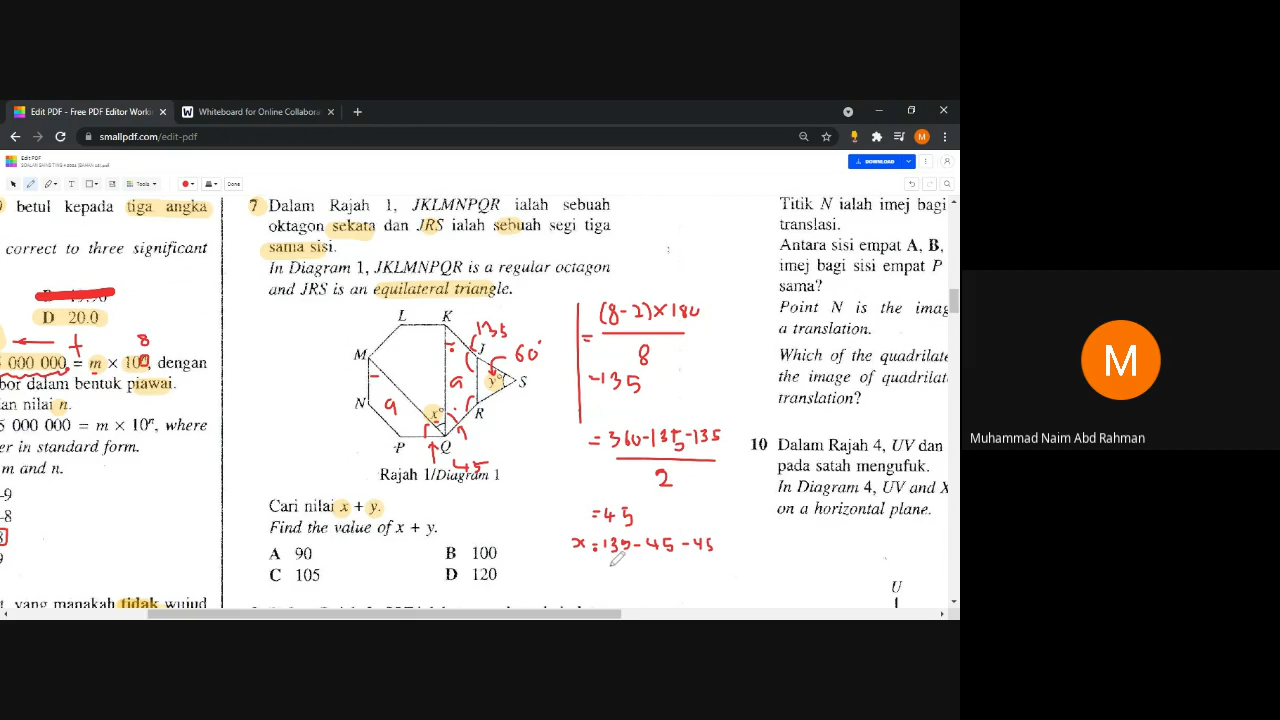 Edit PDF - Free PDF Editor Workin
Whiteboard for Online Collabora
smallpdf.com/edit-pdf
M
Edit PDF
DOWNLOAD
T
Tools
Done
betul kepada tiga angka
correct to three significant
D 20.0
8
000 000 = m × 10
dengan
bor dalam bentuk piawai.
lan nilai n.
000 000 = m × 10ⁿ, where
er in standard form.
m and n.
-9
-8
yang manakah tidak wujud
7 Dalam Rajah 1, JKLMNPQR ialah sebuah
oktagon sekata dan JRS ialah sebuah segi tiga
sama sisi.
In Diagram 1, JKLMNPQR is a regular octagon
and JRS is an equilateral triangle.
L K
135
J
60°
M
a
y°
S
N
a
x°
R
P Q
45
Rajah 1/Diagram 1
Cari nilai x + y.
Find the value of x + y.
A 90 B 100
C 105 D 120
= (8-2)×180
8
135
= 360-135-135
2
= 45
x = 135 - 45 - 45
Titik N ialah imej bagi
translasi.
Antara sisi empat A, B,
imej bagi sisi empat P
sama?
Point N is the imag
a translation.
Which of the quadrilate
the image of quadrilat
translation?
10 Dalam Rajah 4, UV dan
pada satah mengufuk.
In Diagram 4, UV and X
on a horizontal plane.
U
M
Muhammad Naim Abd Rahman